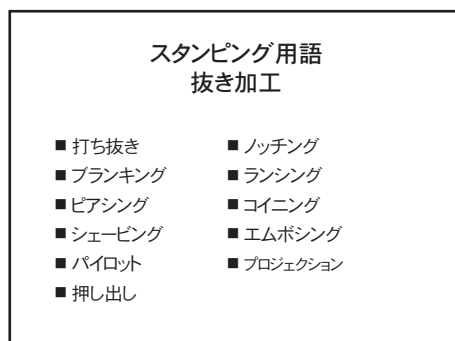 スタンピング用語
抜き加工
■ 打ち抜き
■ ブランキング
■ ピアシング
■ シェービング
■ パイロット
■ 押し出し
■ ノッチング
■ ランシング
■ コイニング
■ エムボシング
■ プロジェクション